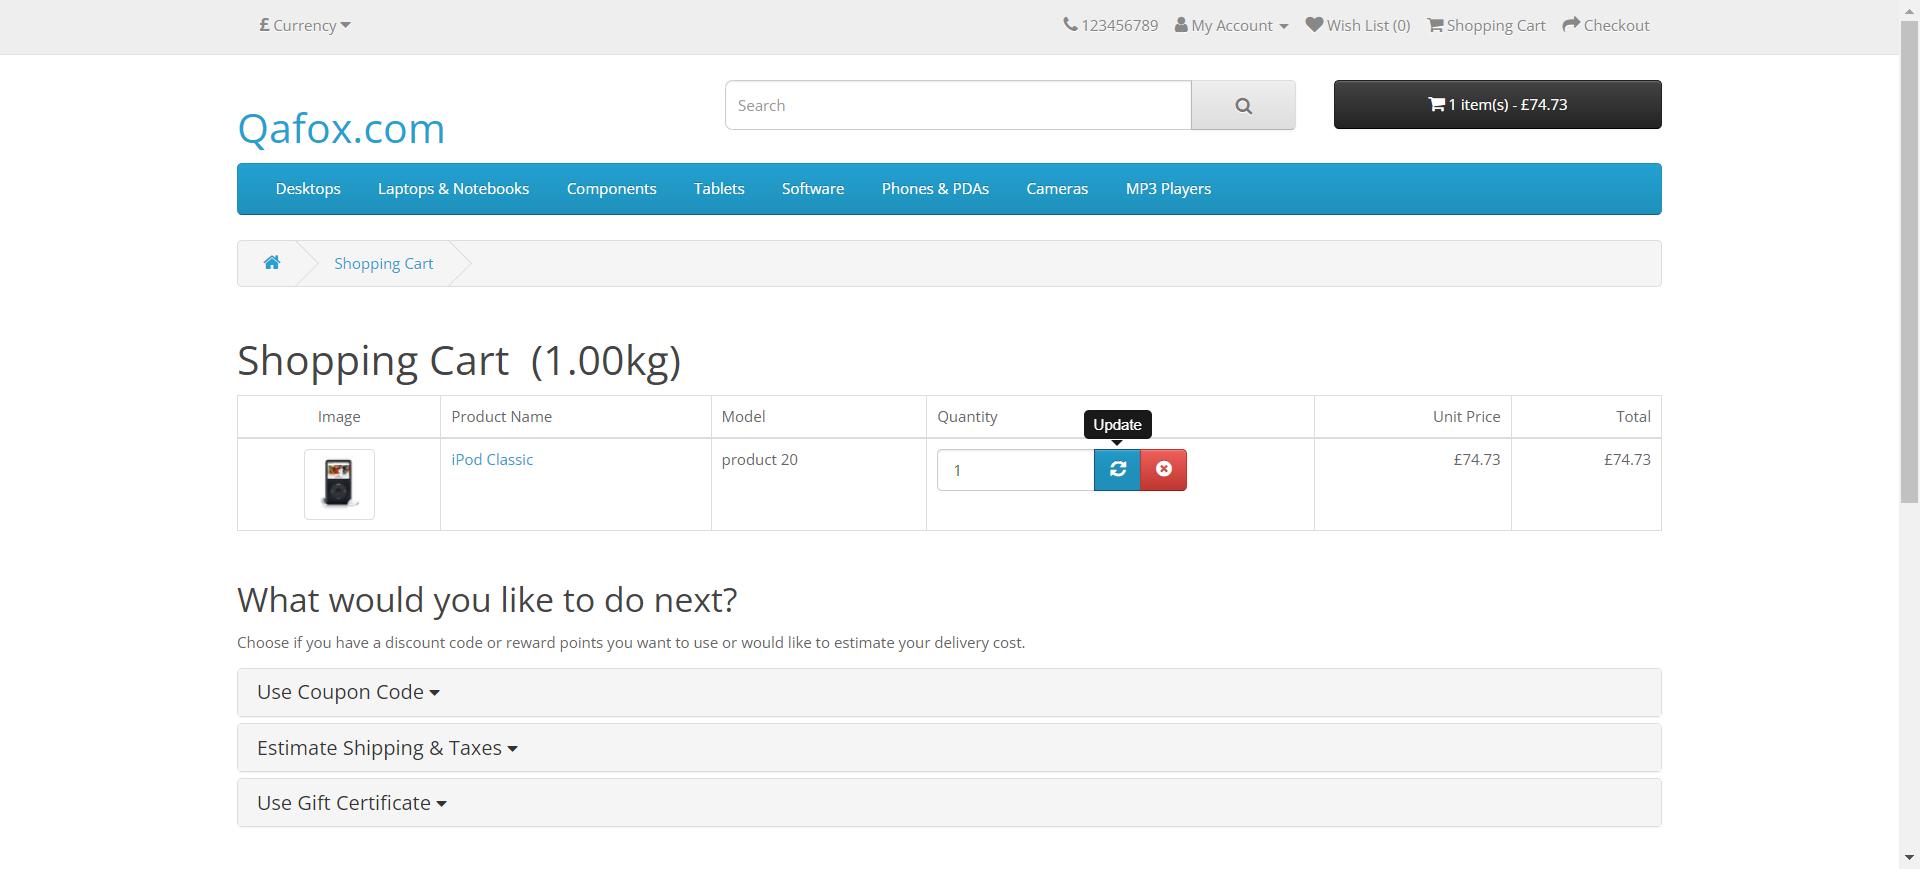 £ Currency
123456789 My Account Wish List (0) Shopping Cart Checkout
Search
1 item(s) - £74.73
Qafox.com
Desktops Laptops & Notebooks Components Tablets Software Phones & PDAs Cameras MP3 Players
Shopping Cart
Shopping Cart (1.00kg)
Image Product Name Model Quantity Unit Price Total
Update
iPod Classic product 20 1 £74.73 £74.73
What would you like to do next?
Choose if you have a discount code or reward points you want to use or would like to estimate your delivery cost.
Use Coupon Code
Estimate Shipping & Taxes
Use Gift Certificate